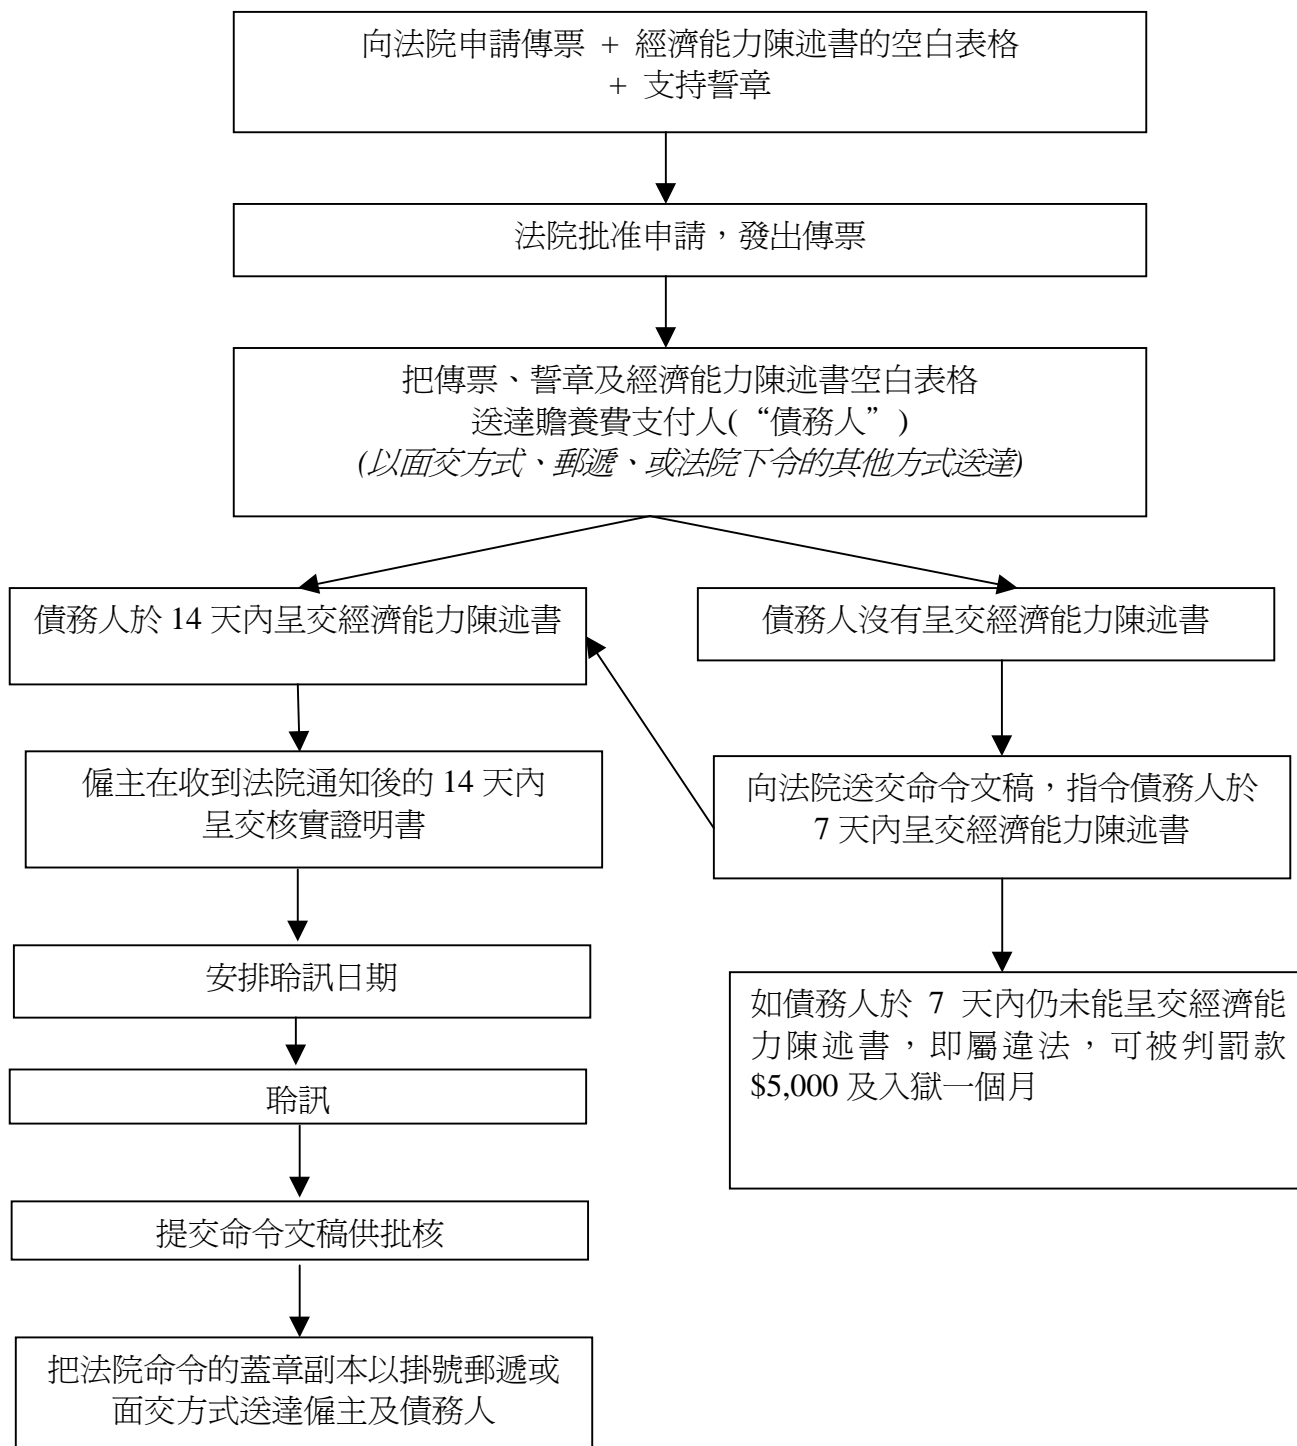 向法院申請傳票 + 經濟能力陳述書的空白表格
+ 支持誓章
法院批准申請，發出傳票
把傳票、誓章及經濟能力陳述書空白表格
送達贍養費支付人(“債務人”)
(以面交方式、郵遞、或法院下令的其他方式送達)
債務人於 14 天內呈交經濟能力陳述書
債務人沒有呈交經濟能力陳述書
僱主在收到法院通知後的 14 天內
呈交核實證明書
向法院送交命令文稿，指令債務人於
7 天內呈交經濟能力陳述書
安排聆訊日期
如債務人於 7 天內仍未能呈交經濟能
力陳述書，即屬違法，可被判罰款
$5,000 及入獄一個月
聆訊
提交命令文稿供批核
把法院命令的蓋章副本以掛號郵遞或
面交方式送達僱主及債務人